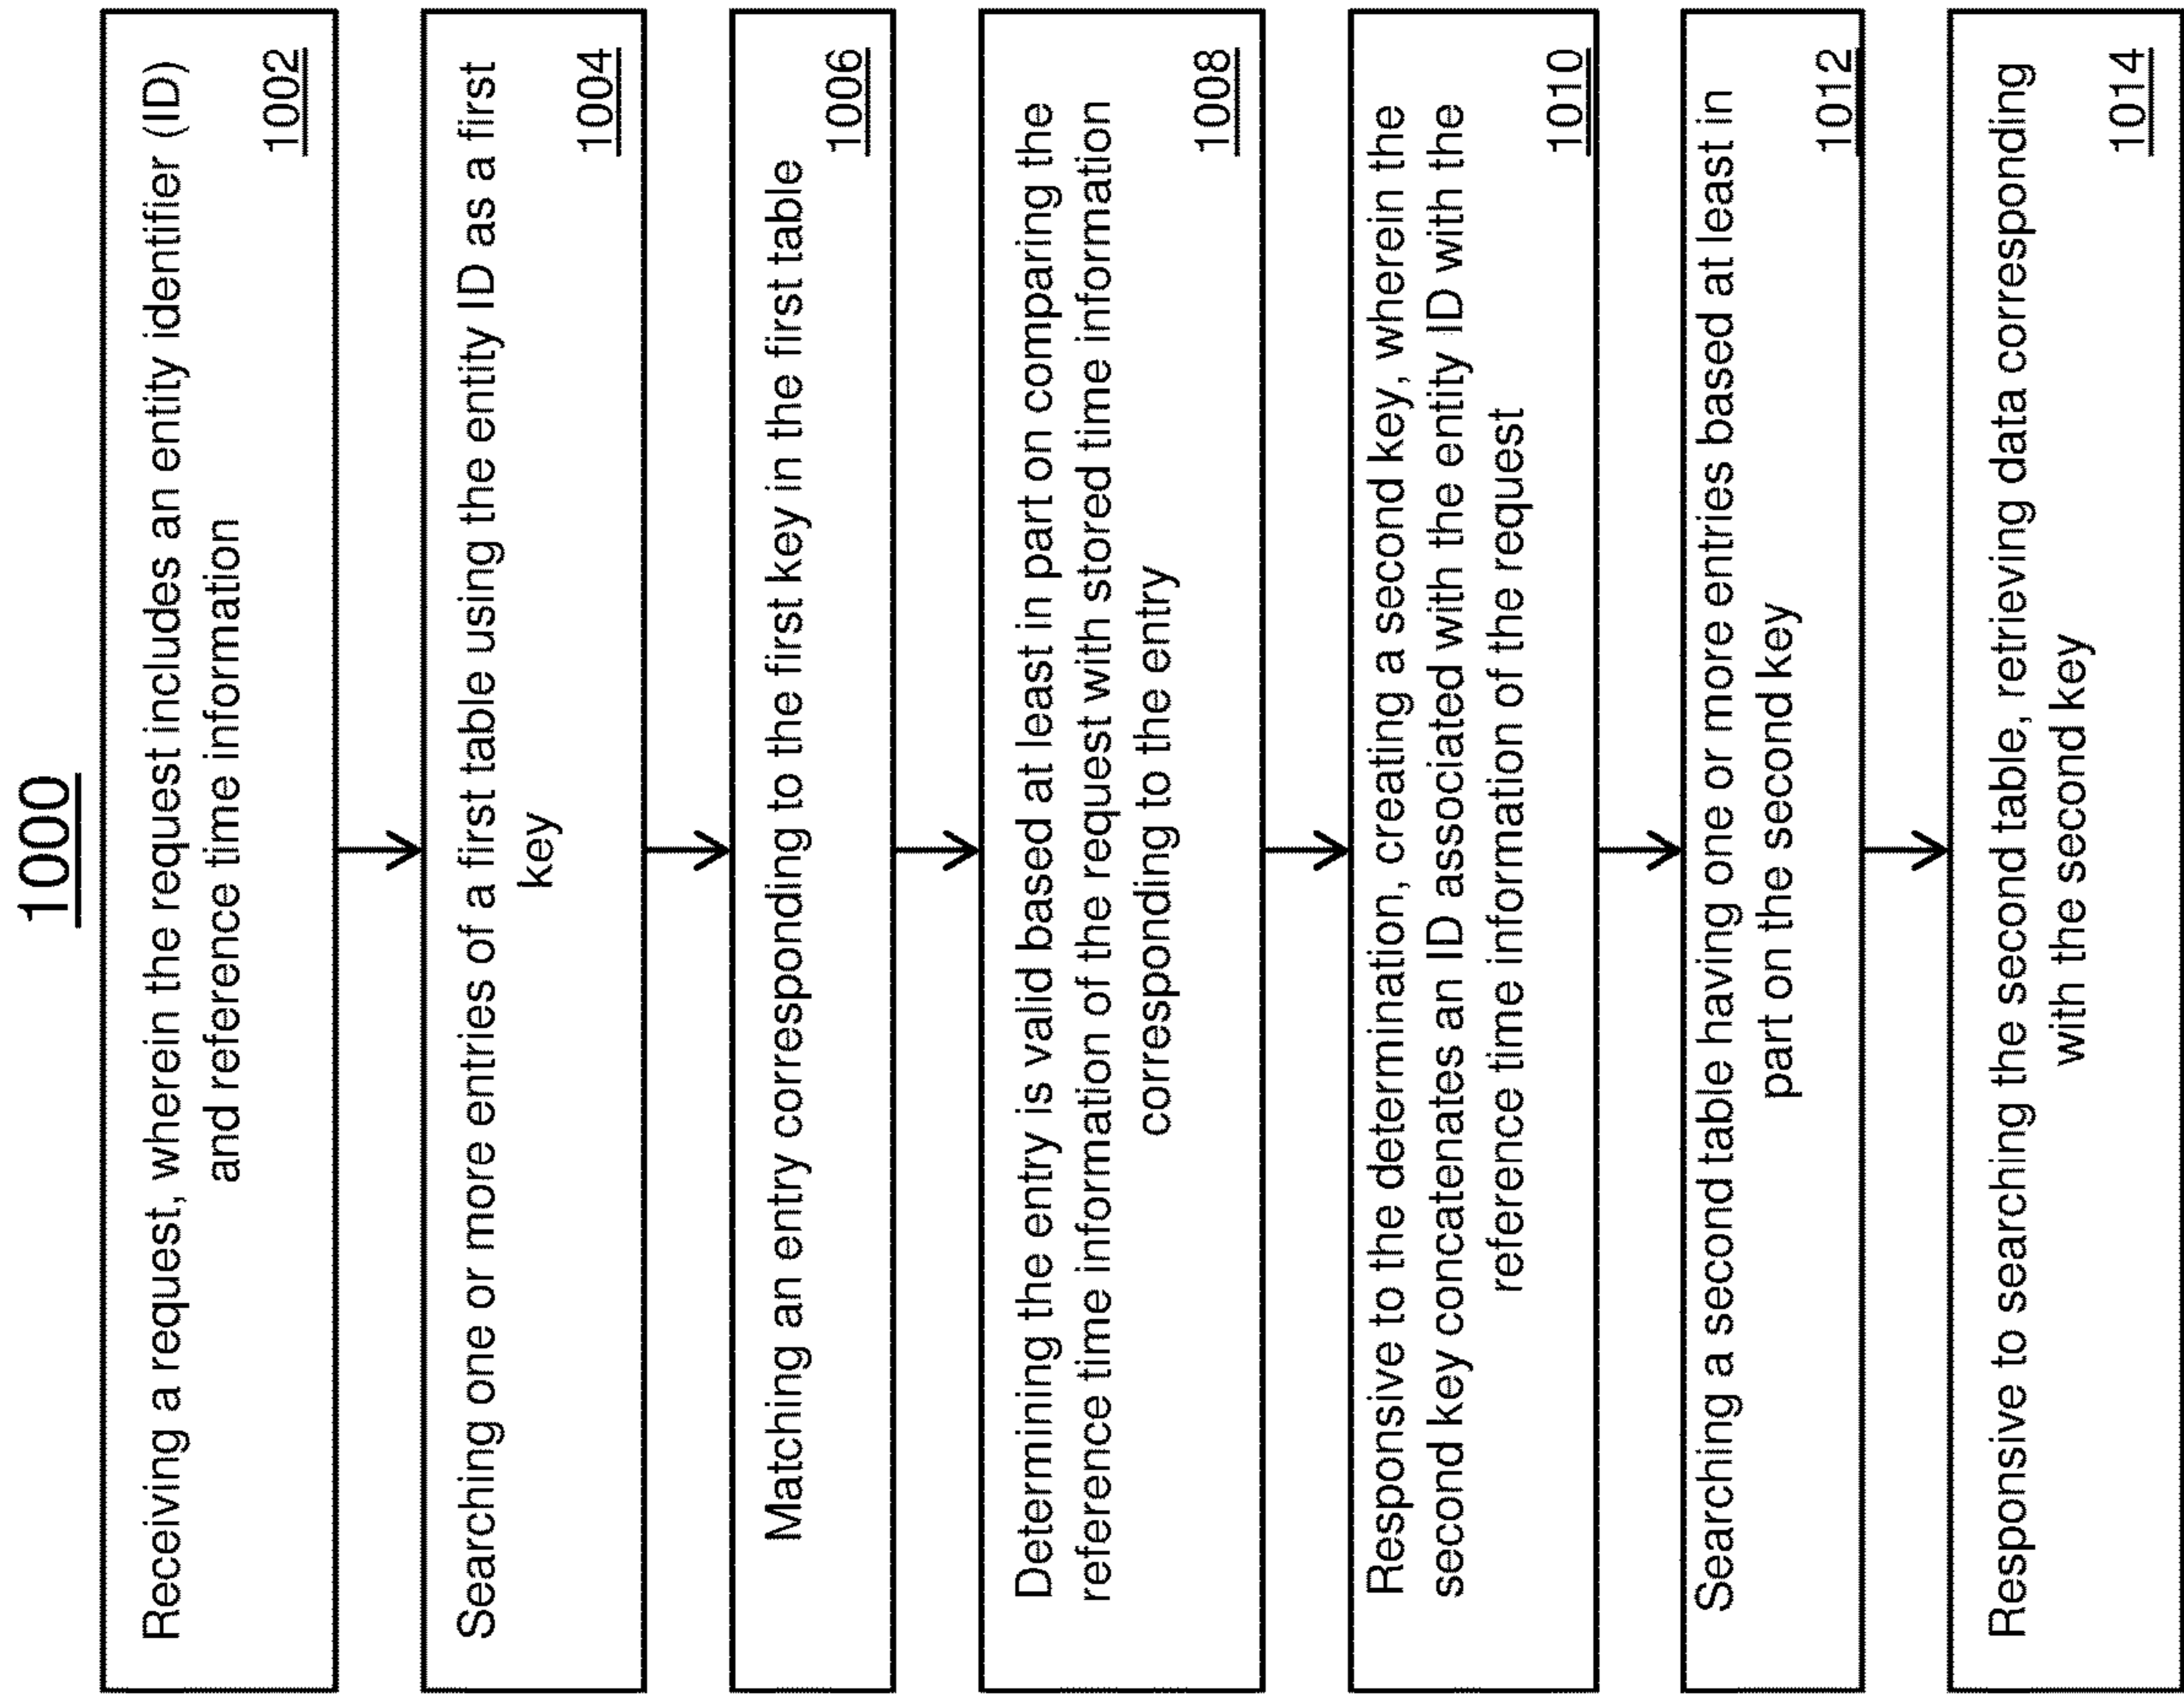 1000
Receiving a request, wherein the request includes an entity identifier (ID)
and reference time information
1002
Searching one or more entries of a first table using the entity ID as a first
key
1004
Matching an entry corresponding to the first key in the first table
1006
Determining the entry is valid based at least in part on comparing the
reference time information of the request with stored time information
corresponding to the entry
1008
Responsive to the determination, creating a second key, wherein the
second key concatenates an ID associated with the entity ID with the
reference time information of the request
1010
Searching a second table having one or more entries based at least in
part on the second key
1012
Responsive to searching the second table, retrieving data corresponding
with the second key
1014